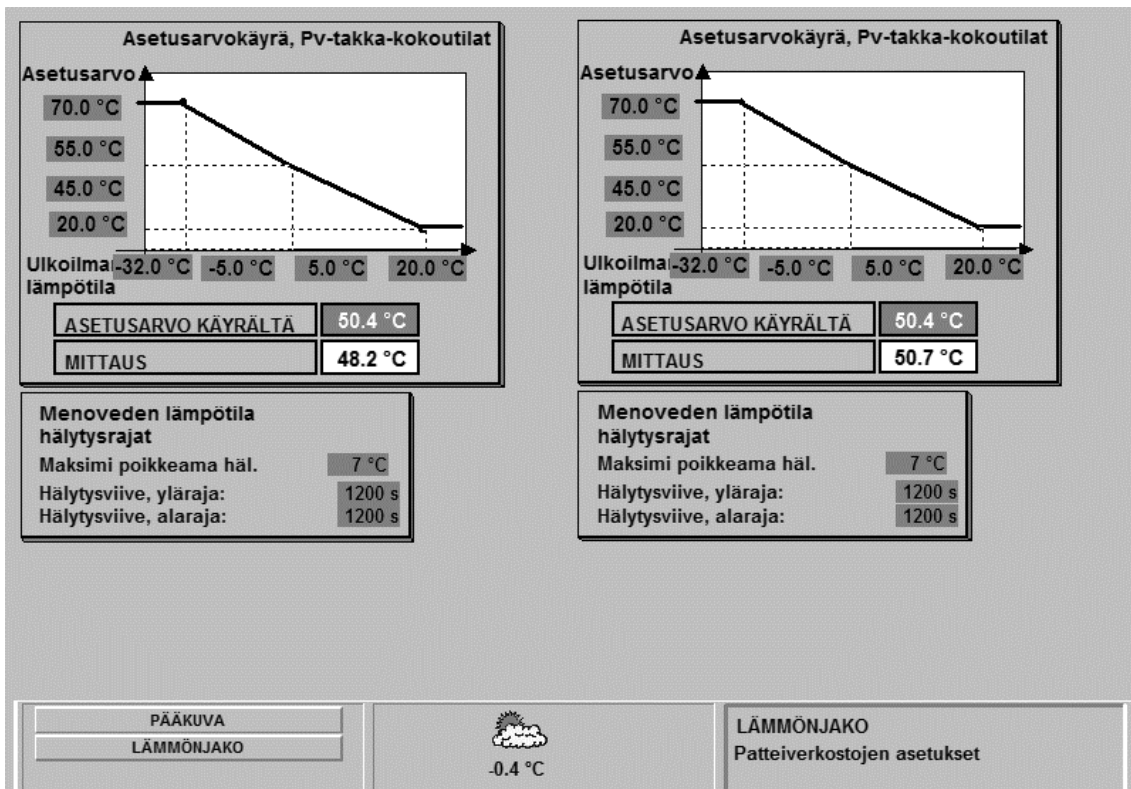 Asetusarvokäyrä, Pv-takka-kokoutilat
Asetusarvo
70.0 °C
55.0 °C
45.0 °C
20.0 °C
Ulkoilma
lämpötila
-32.0 °C
-5.0 °C
5.0 °C
20.0 °C
ASETUSARVO KÄYRÄLTÄ 50.4 °C
MITTAUS 48.2 °C
Menoveden lämpötila
hälytysrajat
Maksimi poikkeama häl. 7 °C
Hälytysviive, yläraja: 1200 s
Hälytysviive, alaraja: 1200 s
Asetusarvokäyrä, Pv-takka-kokoutilat
Asetusarvo
70.0 °C
55.0 °C
45.0 °C
20.0 °C
Ulkoilma
lämpötila
-32.0 °C
-5.0 °C
5.0 °C
20.0 °C
ASETUSARVO KÄYRÄLTÄ 50.4 °C
MITTAUS 50.7 °C
Menoveden lämpötila
hälytysrajat
Maksimi poikkeama häl. 7 °C
Hälytysviive, yläraja: 1200 s
Hälytysviive, alaraja: 1200 s
PÄÄKUVA
LÄMMÖNJAKO
-0.4 °C
LÄMMÖNJAKO
Patteiverkostojen asetukset